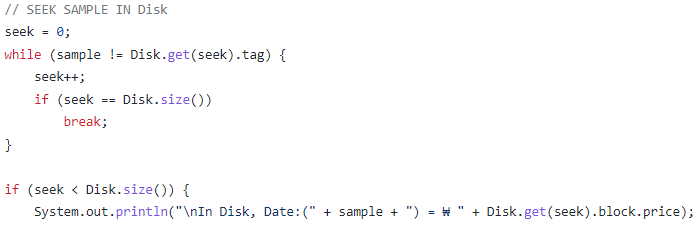 // SEEK SAMPLE IN Disk
seek = 0;
while (sample != Disk.get(seek).tag) {
    seek++;
    if (seek == Disk.size())
        break;
}

if (seek < Disk.size()) {
    System.out.println("\nIn Disk, Date:(" + sample + ") = ₩ " + Disk.get(seek).block.price);